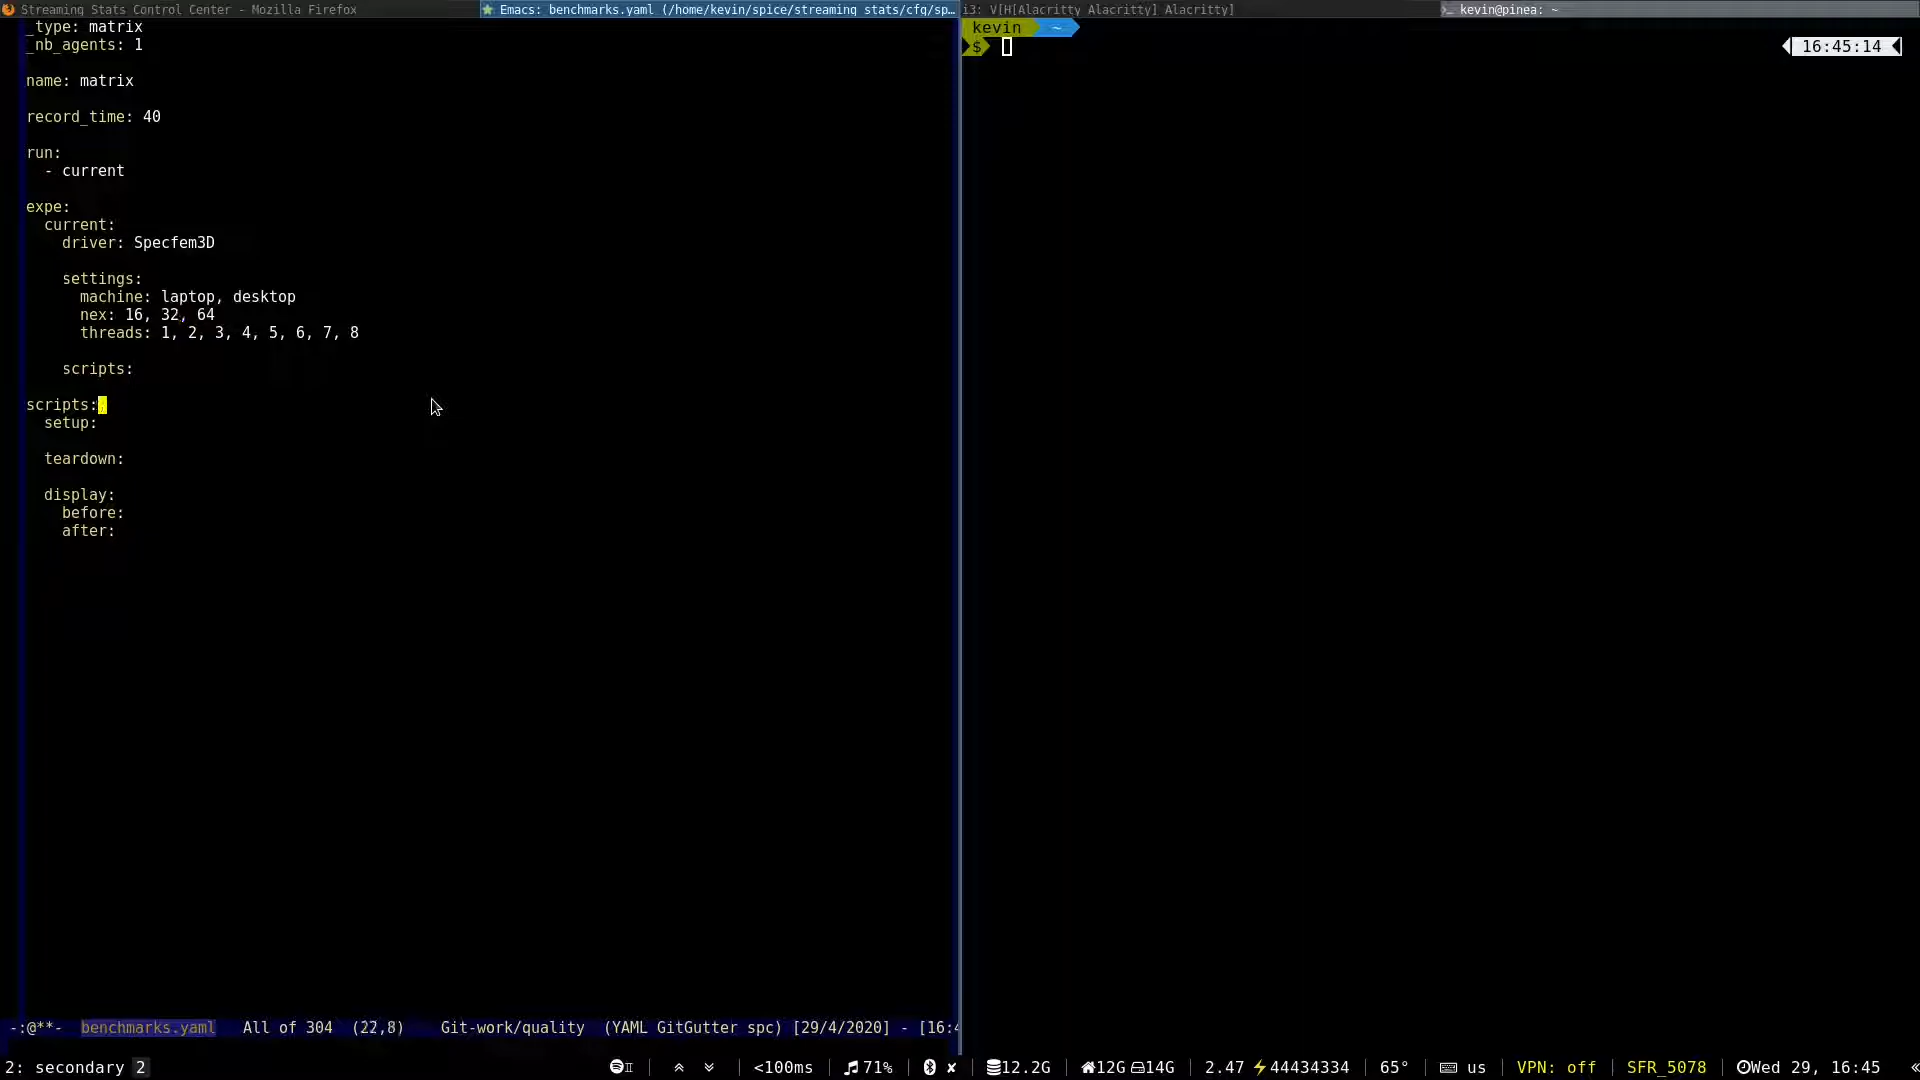 Streaming Stats Control Center - Mozilla Firefox
Emacs: benchmarks.yaml (/home/kevin/spice/streaming_stats/cfg/sp…
i3: V[H[Alacritty Alacritty] Alacritty]
kevin@pinea: ~
_type: matrix
_nb_agents: 1
name: matrix
record_time: 40
run:
- current
expe:
current:
driver: Specfem3D
settings:
machine: laptop, desktop
nex: 16, 32, 64
threads: 1, 2, 3, 4, 5, 6, 7, 8
scripts:
scripts:
setup:
teardown:
display:
before:
after:
-:@**- benchmarks.yaml All of 304 (22,8) Git-work/quality (YAML GitGutter spc) [29/4/2020] - [16:4
kevin ~
$ 16:45:14
2: secondary 2 <100ms 71% 12.2G 12G 14G 2.47 44434334 65° us VPN: off SFR_5078 Wed 29, 16:45 «